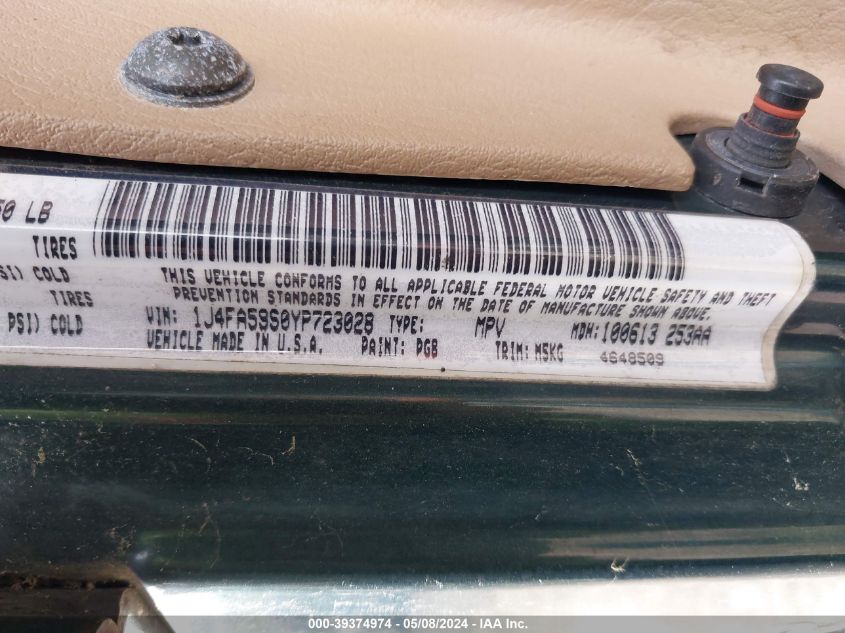 50 LB
TIRES
SI) COLD
TIRES
PSI) COLD
THIS VEHICLE CONFORMS TO ALL APPLICABLE FEDERAL MOTOR VEHICLE SAFETY AND THEFT
PREVENTION STANDARDS IN EFFECT ON THE DATE OF MANUFACTURE SHOWN ABOVE.
VIN: 1J4FA59S0YP723028 TYPE: MPV MDH: 100613 253AA
VEHICLE MADE IN U.S.A. PAINT: PGB TRIM: M5KG 4648509
000-39374974 | 05/08/2024 - IAA Inc.